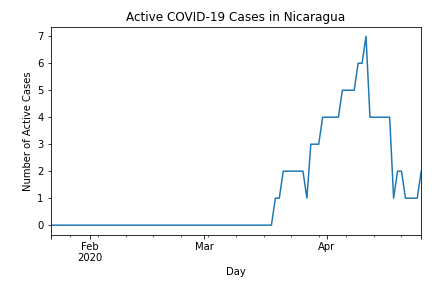 Active COVID-19 Cases in Nicaragua
Number of Active Cases
7
6
5
4
3
2
1
0
Feb
2020
Mar
Apr
Day